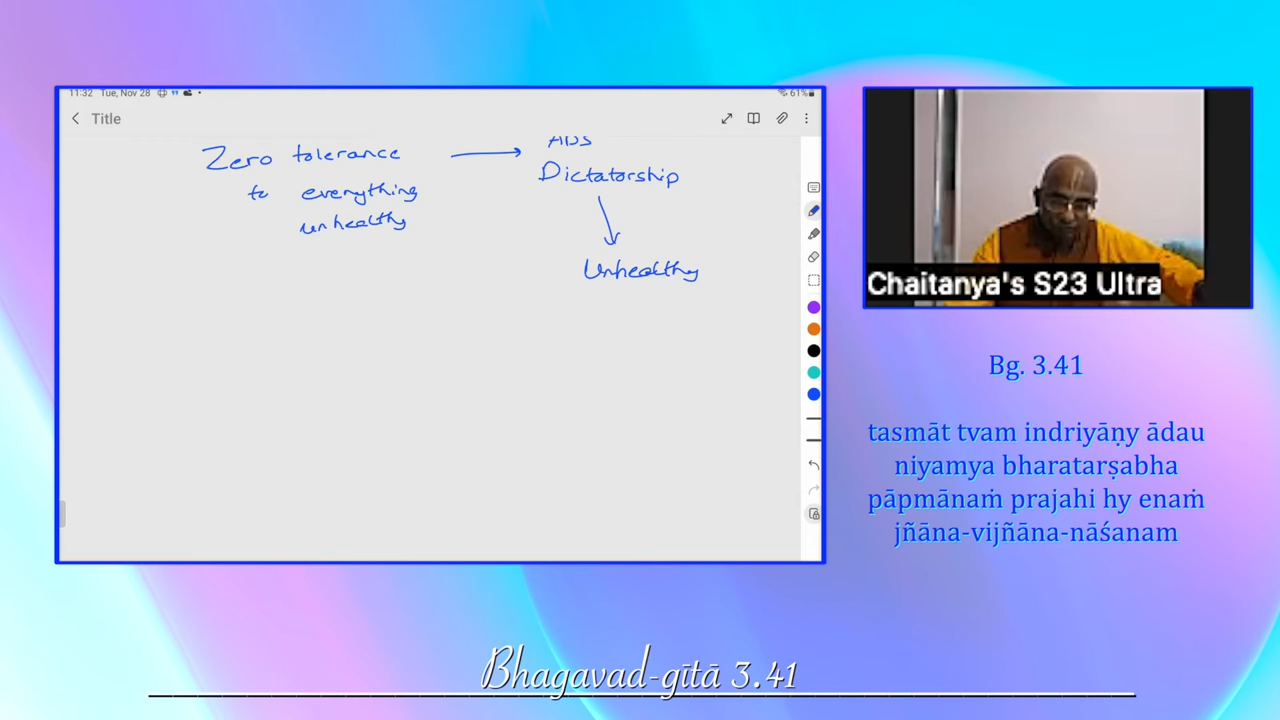 11:32 Tue, Nov 28
61%
Title
Zero tolerance
to everything
unhealthy
Dictatorship
Unhealthy
Chaitanya's S23 Ultra
Bg. 3.41
tasmāt tvam indriyāṇy ādau
niyamya bharatarṣabha
pāpmānaṁ prajahi hy enaṁ
jñāna-vijñāna-nāśanam
Bhagavad-gītā 3.41